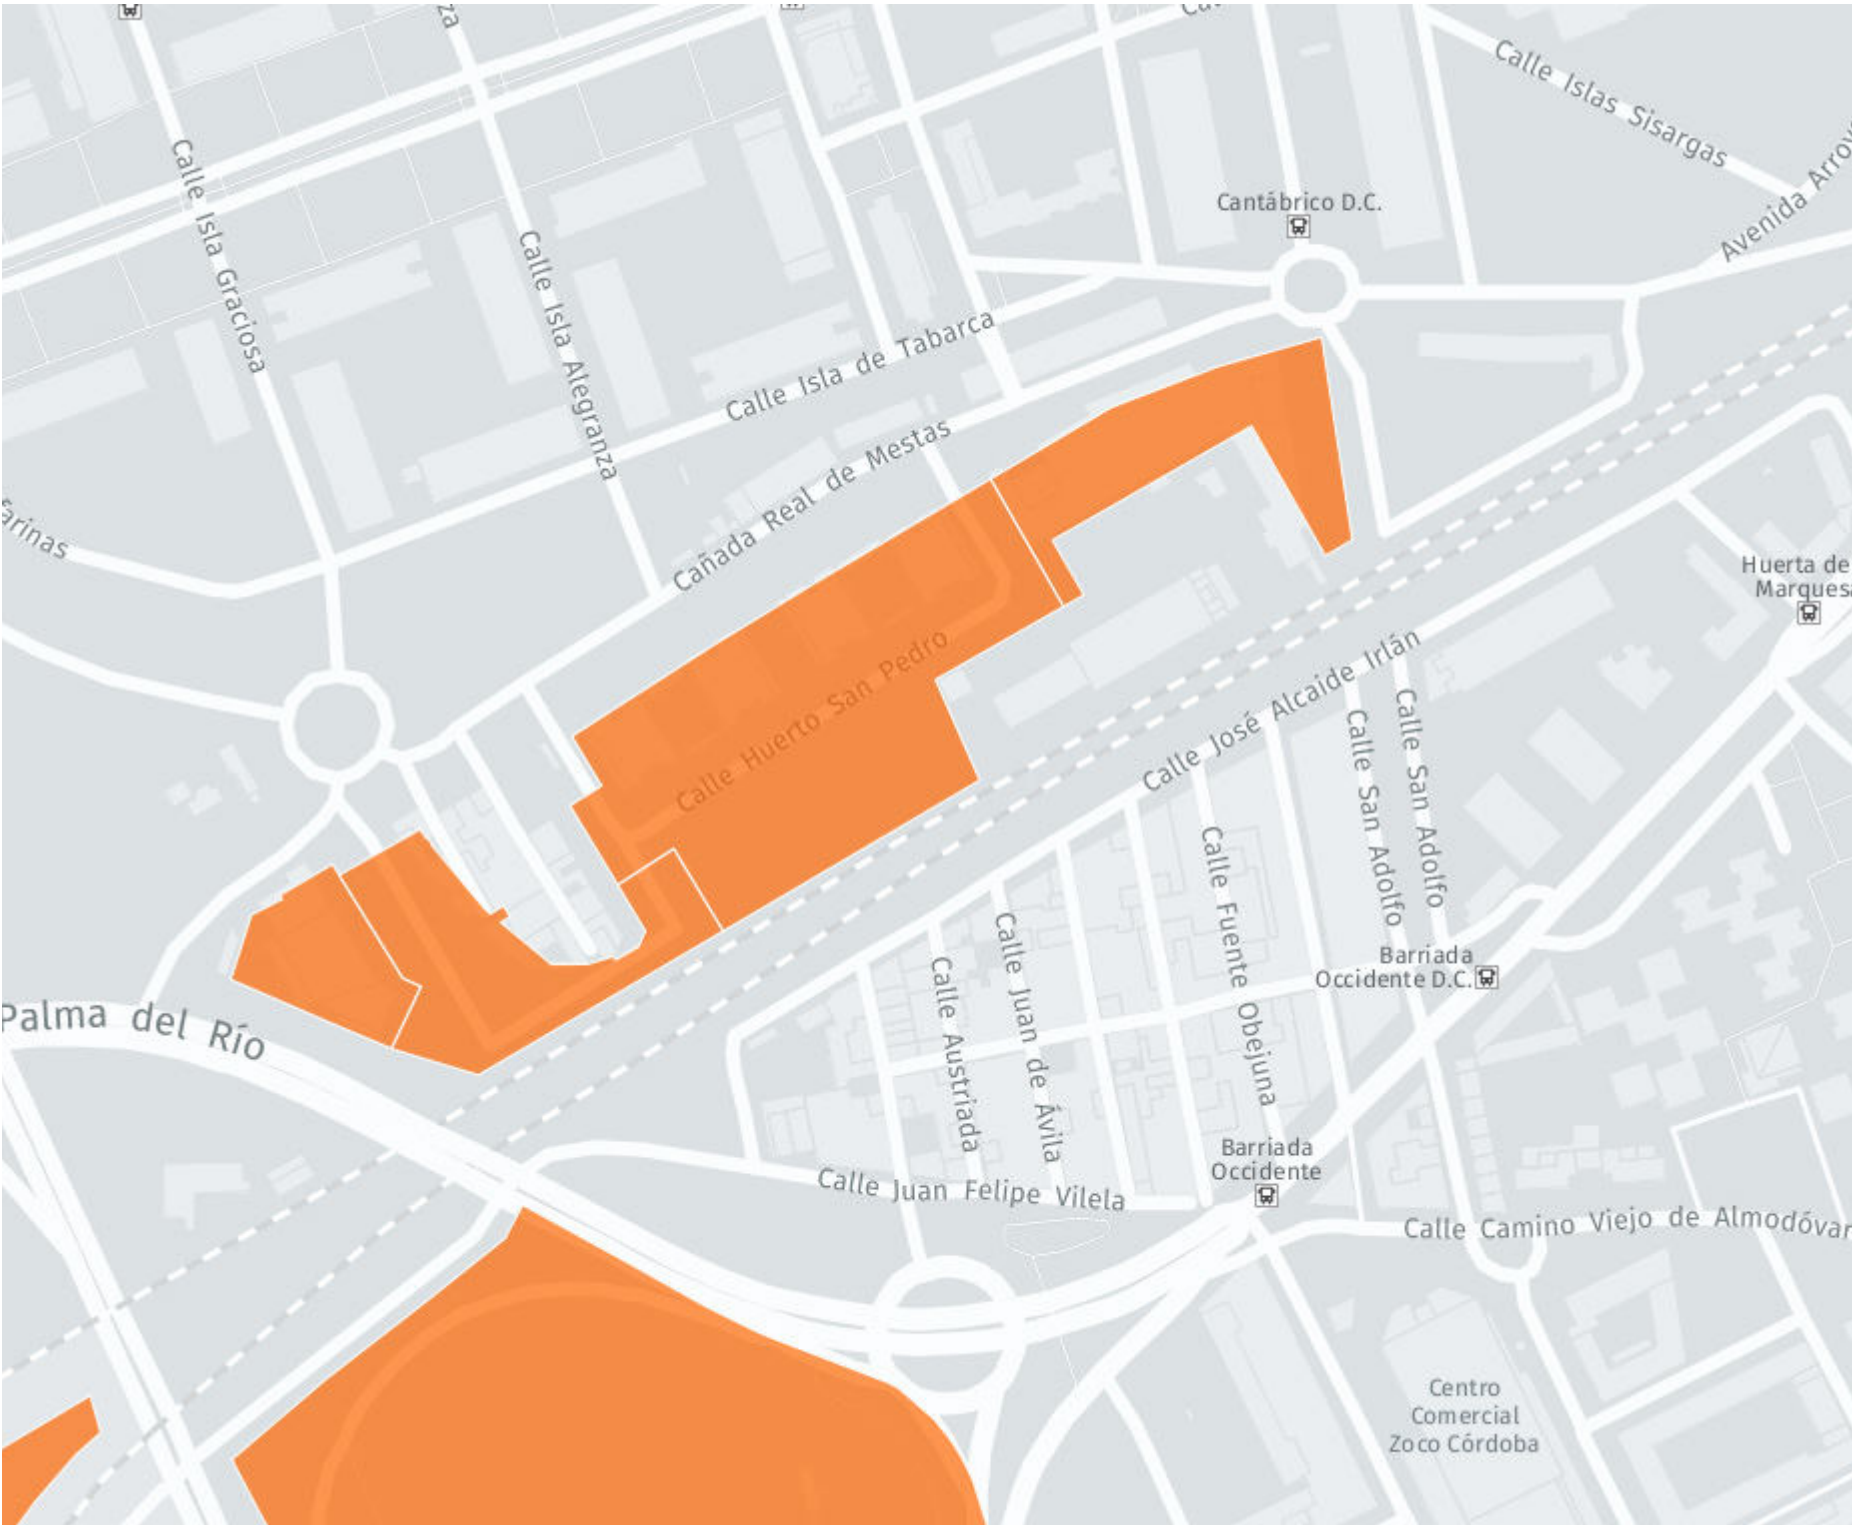 Calle Islas Sisargas
Calle Isla Graciosa
Cantábrico D.C.
Avenida Arroyo
Calle Isla Alegranza
Calle Isla de Tabarca
Cañada Real de Mestas
Huerta de
Marquesa
Calle Huerto San Pedro
Calle José Alcaide Irlán
Calle San Adolfo
Calle San Adolfo
Calle Fuente Obejuna
Calle Juan de Ávila
Barriada
Occidente D.C.
Calle Austriada
Palma del Río
Barriada
Occidente
Calle Juan Felipe Vilela
Calle Camino Viejo de Almodóvar
Centro
Comercial
Zoco Córdoba